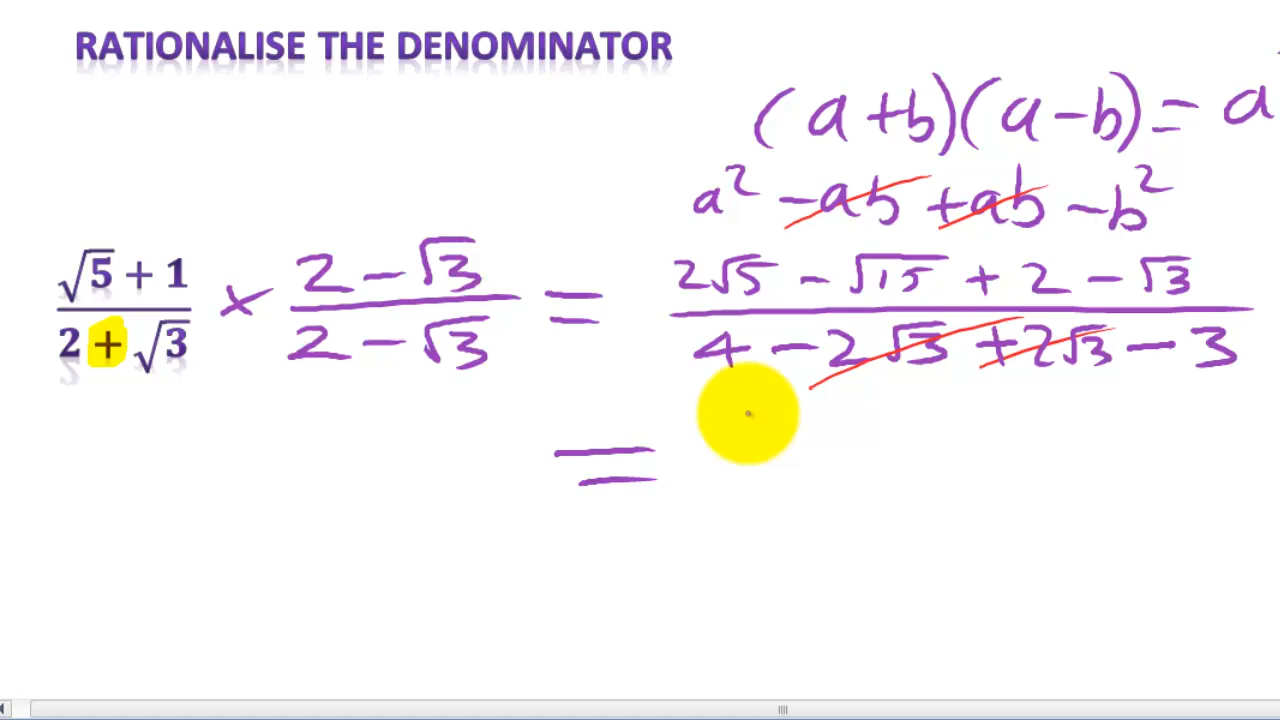 RATIONALISE THE DENOMINATOR
(a+b)(a-b) = a
a² - ab + ab - b²
(√5 + 1)/(2 + √3) × (2 - √3)/(2 - √3) = (2√5 - √15 + 2 - √3)/(4 - 2√3 + 2√3 - 3)
=